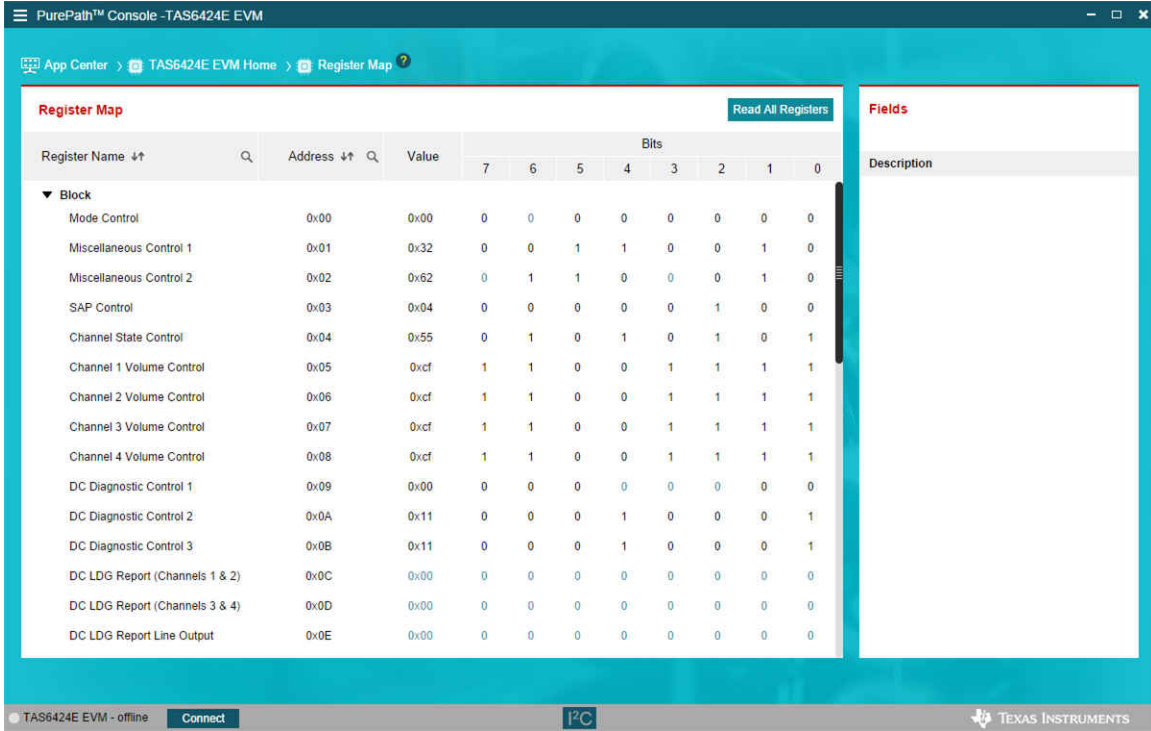 PurePath™ Console -TAS6424E EVM
App Center > TAS6424E EVM Home > Register Map ?
Register Map Read All Registers
Register Name Address Value Bits
7 6 5 4 3 2 1 0
Block
Mode Control 0x00 0x00 0 0 0 0 0 0 0 0
Miscellaneous Control 1 0x01 0x32 0 0 1 1 0 0 1 0
Miscellaneous Control 2 0x02 0x62 0 1 1 0 0 0 1 0
SAP Control 0x03 0x04 0 0 0 0 0 1 0 0
Channel State Control 0x04 0x55 0 1 0 1 0 1 0 1
Channel 1 Volume Control 0x05 0xcf 1 1 0 0 1 1 1 1
Channel 2 Volume Control 0x06 0xcf 1 1 0 0 1 1 1 1
Channel 3 Volume Control 0x07 0xcf 1 1 0 0 1 1 1 1
Channel 4 Volume Control 0x08 0xcf 1 1 0 0 1 1 1 1
DC Diagnostic Control 1 0x09 0x00 0 0 0 0 0 0 0 0
DC Diagnostic Control 2 0x0A 0x11 0 0 0 1 0 0 0 1
DC Diagnostic Control 3 0x0B 0x11 0 0 0 1 0 0 0 1
DC LDG Report (Channels 1 & 2) 0x0C 0x00 0 0 0 0 0 0 0 0
DC LDG Report (Channels 3 & 4) 0x0D 0x00 0 0 0 0 0 0 0 0
DC LDG Report Line Output 0x0E 0x00 0 0 0 0 0 0 0 0
Fields
Description
TAS6424E EVM - offline Connect I²C TEXAS INSTRUMENTS